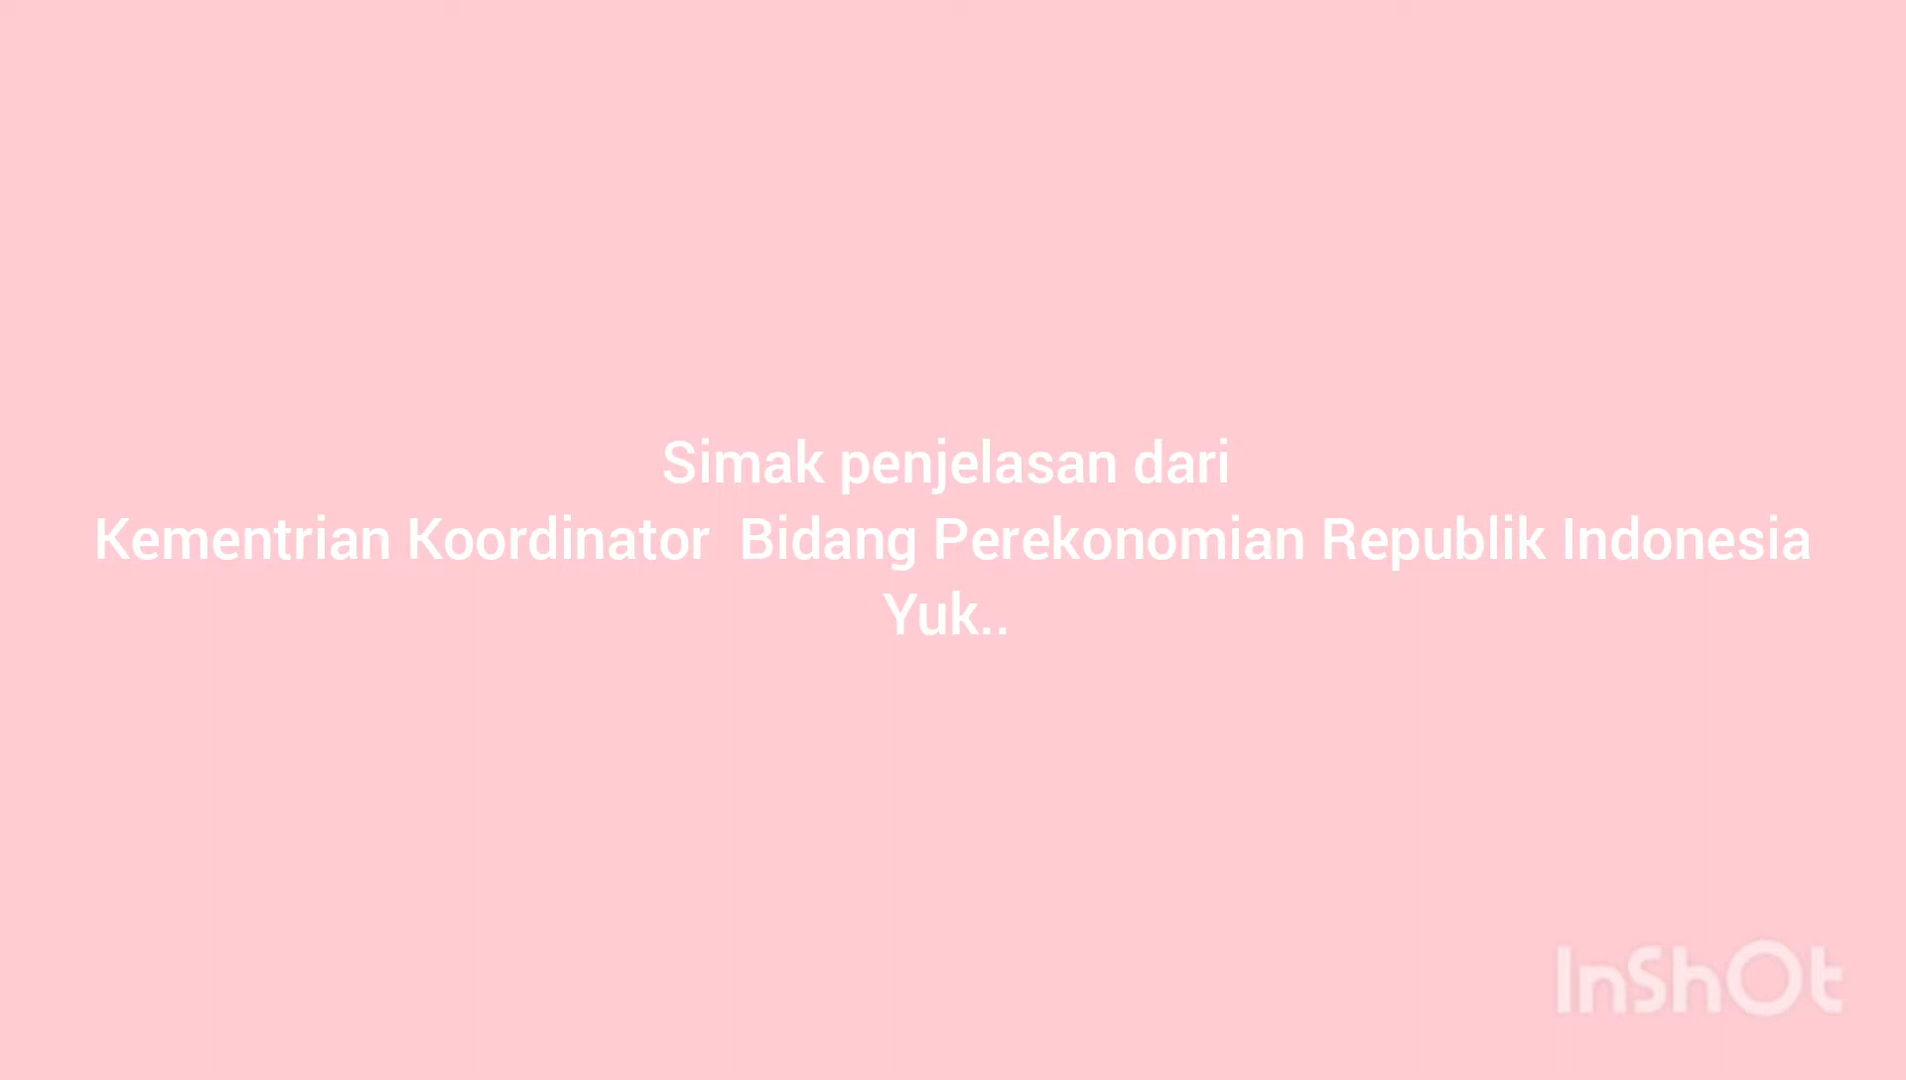 Simak penjelasan dari
Kementrian Koordinator  Bidang Perekonomian Republik Indonesia
Yuk..
InShOt